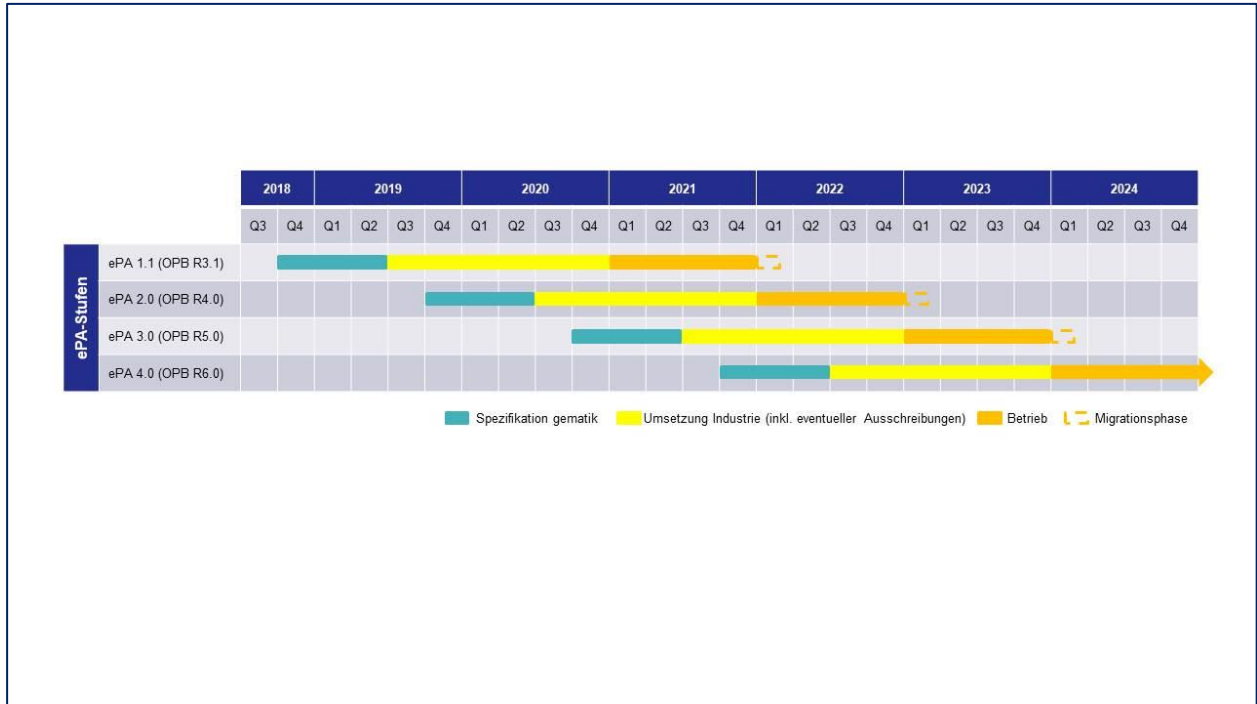 2018 2019 2020 2021 2022 2023 2024
Q3 Q4 Q1 Q2 Q3 Q4 Q1 Q2 Q3 Q4 Q1 Q2 Q3 Q4 Q1 Q2 Q3 Q4 Q1 Q2 Q3 Q4 Q1 Q2 Q3 Q4
ePA-Stufen
ePA 1.1 (OPB R3.1)
ePA 2.0 (OPB R4.0)
ePA 3.0 (OPB R5.0)
ePA 4.0 (OPB R6.0)
Spezifikation gematik Umsetzung Industrie (inkl. eventueller Ausschreibungen) Betrieb Migrationsphase